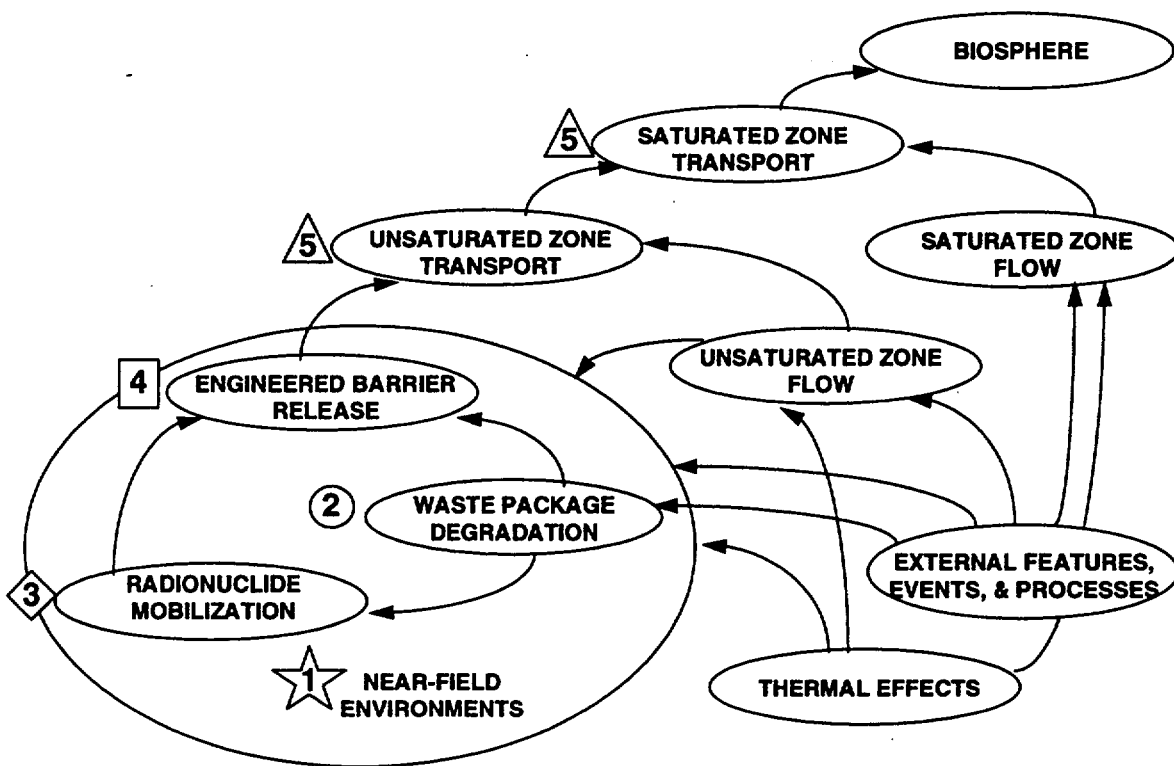 BIOSPHERE
5
SATURATED ZONE
TRANSPORT
5
UNSATURATED ZONE
TRANSPORT
SATURATED ZONE
FLOW
4
ENGINEERED BARRIER
RELEASE
UNSATURATED ZONE
FLOW
2
WASTE PACKAGE
DEGRADATION
3
RADIONUCLIDE
MOBILIZATION
EXTERNAL FEATURES,
EVENTS, & PROCESSES
1
NEAR-FIELD
ENVIRONMENTS
THERMAL EFFECTS